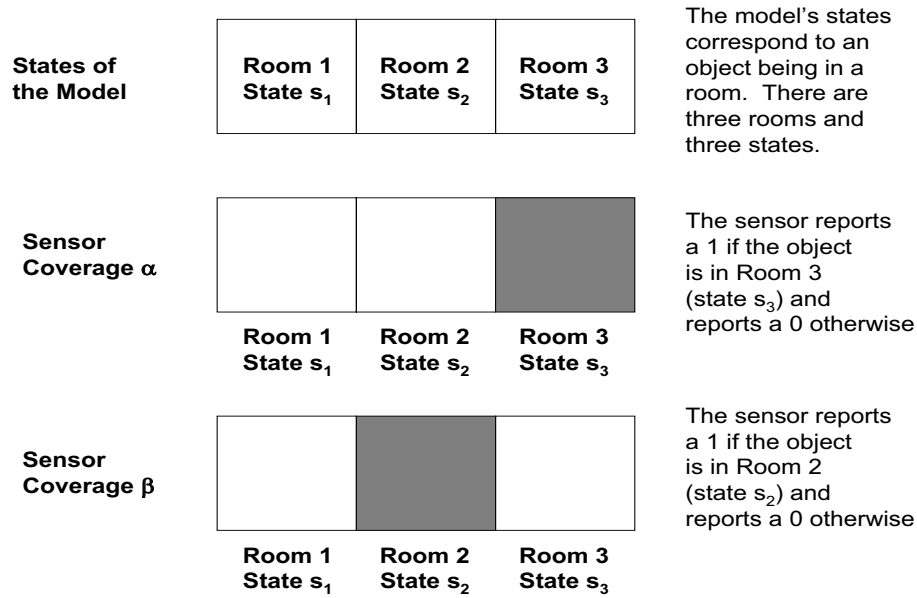 States of
the Model
Room 1
State s₁
Room 2
State s₂
Room 3
State s₃
The model's states
correspond to an
object being in a
room. There are
three rooms and
three states.
Sensor
Coverage α
Room 1
State s₁
Room 2
State s₂
Room 3
State s₃
The sensor reports
a 1 if the object
is in Room 3
(state s₃) and
reports a 0 otherwise
Sensor
Coverage β
Room 1
State s₁
Room 2
State s₂
Room 3
State s₃
The sensor reports
a 1 if the object
is in Room 2
(state s₂) and
reports a 0 otherwise